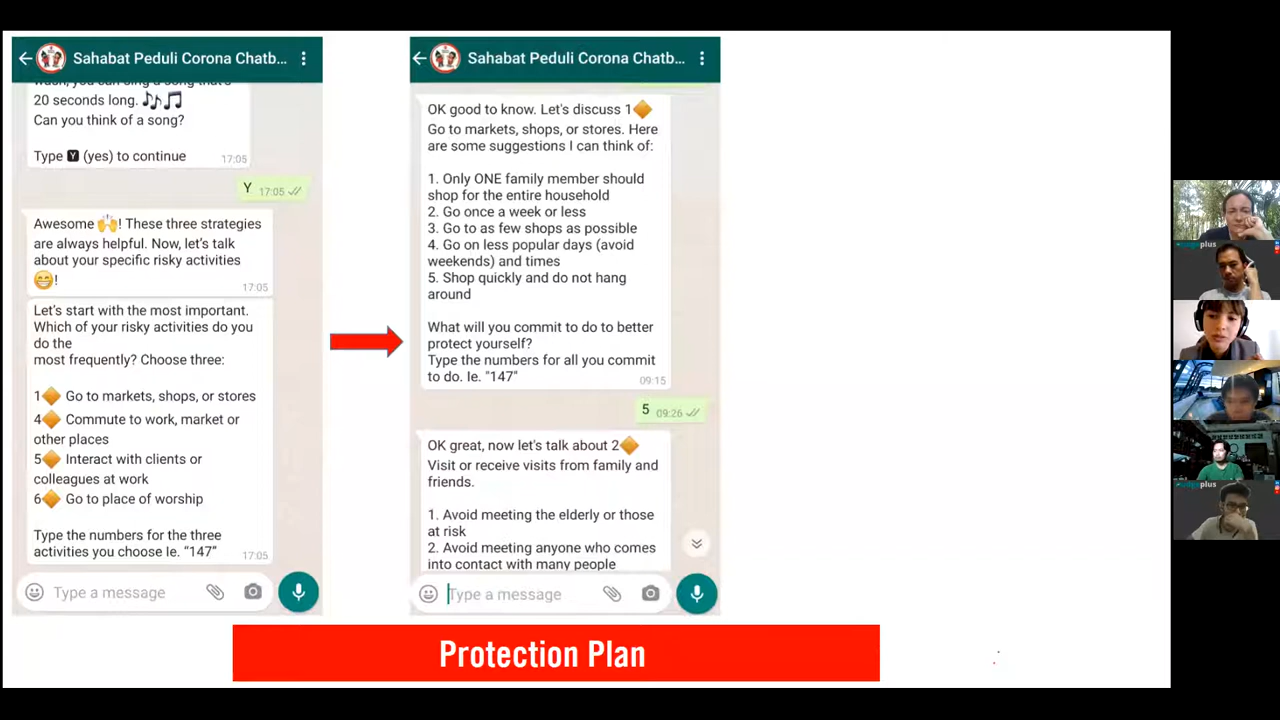 Sahabat Peduli Corona Chatb...
20 seconds long. 🎶🎵
Can you think of a song?
Type Y (yes) to continue
17:05
Y 17:05
Awesome 🙌! These three strategies
are always helpful. Now, let's talk
about your specific risky activities
😁!
17:05
Let's start with the most important.
Which of your risky activities do you
do the
most frequently? Choose three:
1🔶 Go to markets, shops, or stores
4🔶 Commute to work, market or
other places
5🔶 Interact with clients or
colleagues at work
6🔶 Go to place of worship
Type the numbers for the three
activities you choose Ie. “147”
17:05
Type a message
Sahabat Peduli Corona Chatb...
OK good to know. Let's discuss 1🔶
Go to markets, shops, or stores. Here
are some suggestions I can think of:
1. Only ONE family member should
shop for the entire household
2. Go once a week or less
3. Go to as few shops as possible
4. Go on less popular days (avoid
weekends) and times
5. Shop quickly and do not hang
around
What will you commit to do to better
protect yourself?
Type the numbers for all you commit
to do. Ie. "147"
09:15
5 09:26
OK great, now let's talk about 2🔶
Visit or receive visits from family and
friends.
1. Avoid meeting the elderly or those
at risk
2. Avoid meeting anyone who comes
into contact with many people
Type a message
Protection Plan